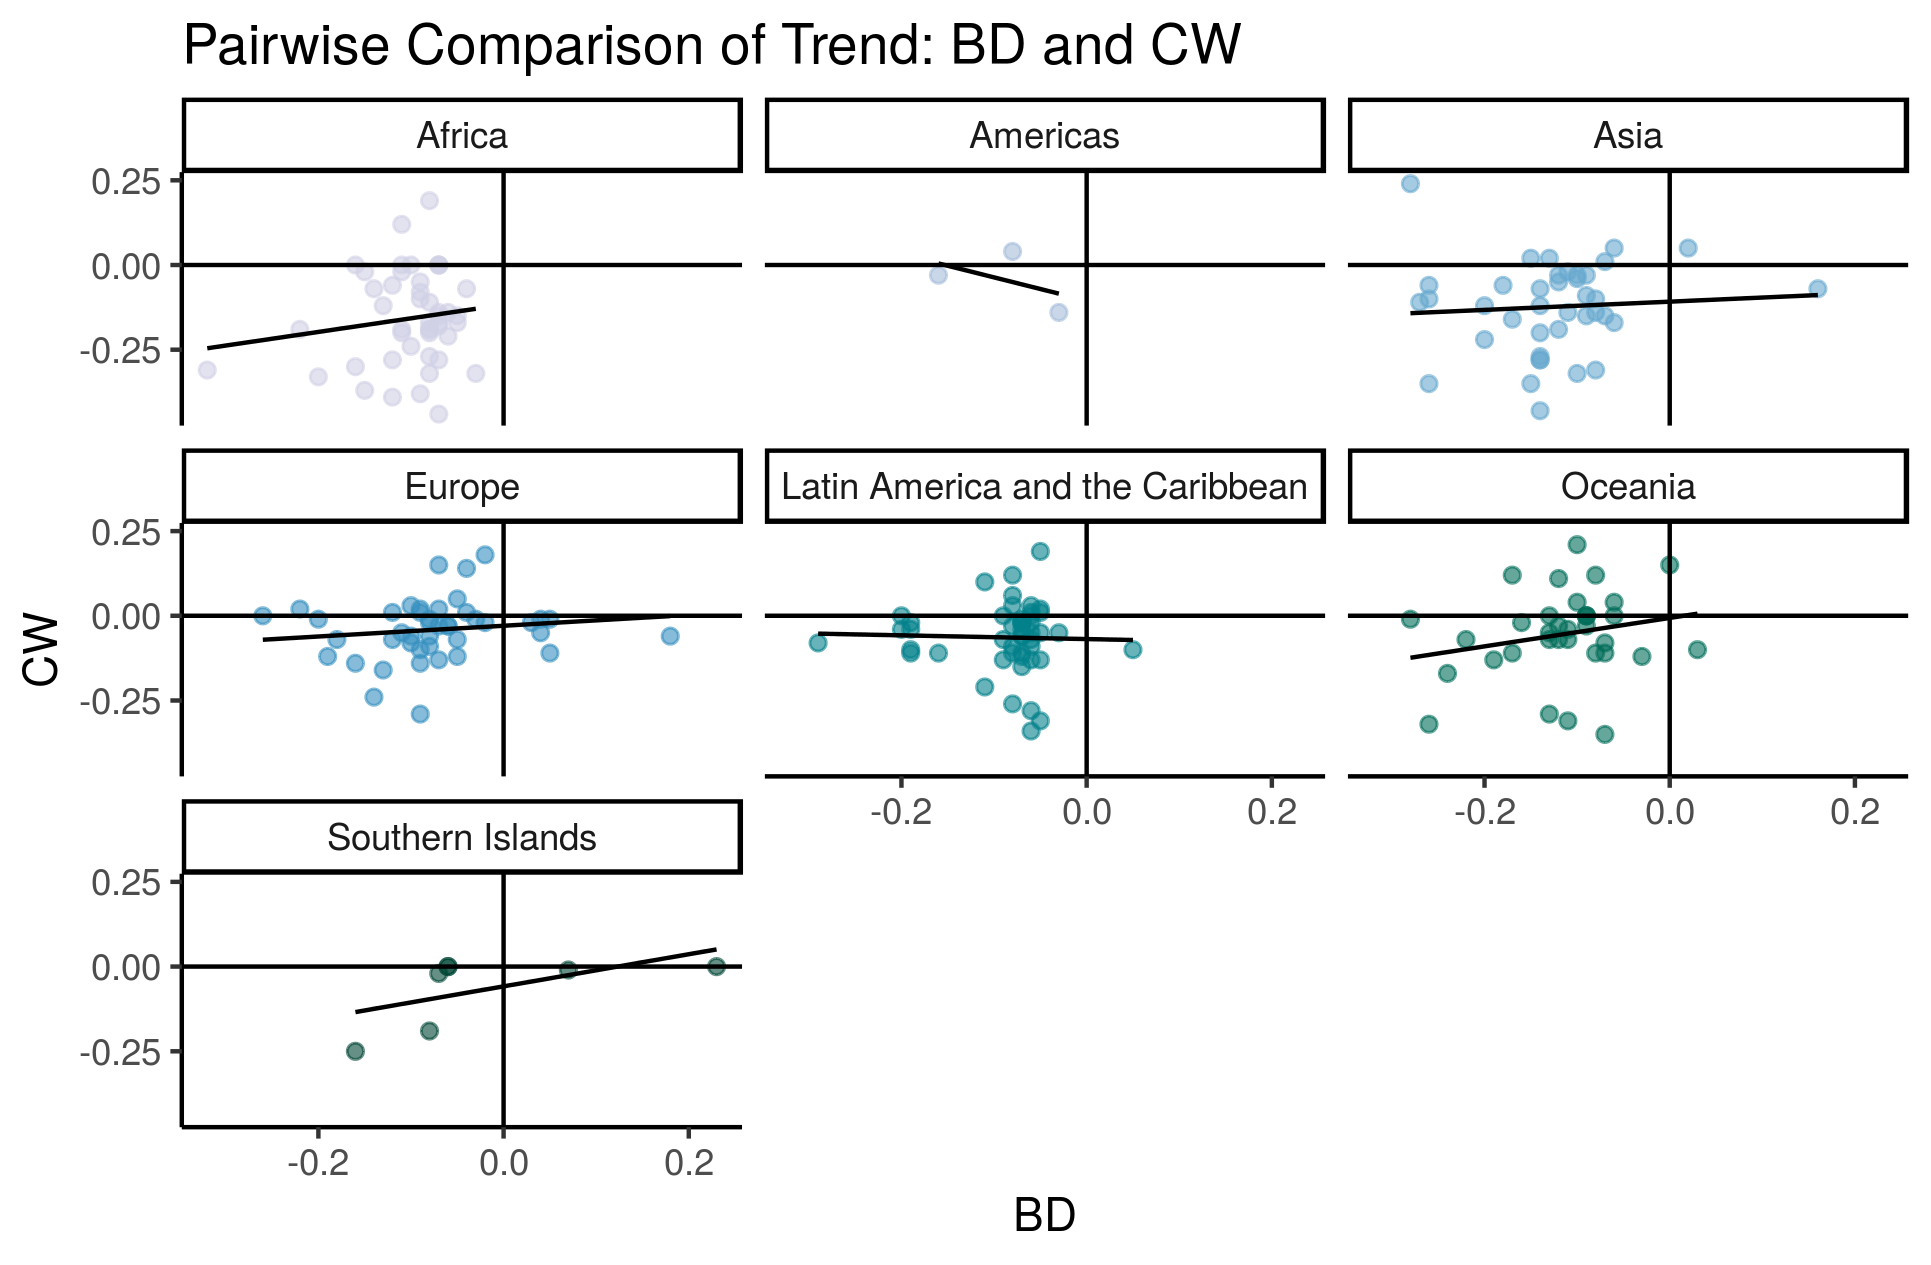 Pairwise Comparison of Trend: BD and CW
Africa
Americas
Asia
0.25
0.00
-0.25
Europe
Latin America and the Caribbean
Oceania
0.25
0.00
-0.25
CW
-0.2 0.0 0.2
-0.2 0.0 0.2
Southern Islands
0.25
0.00
-0.25
-0.2 0.0 0.2
BD